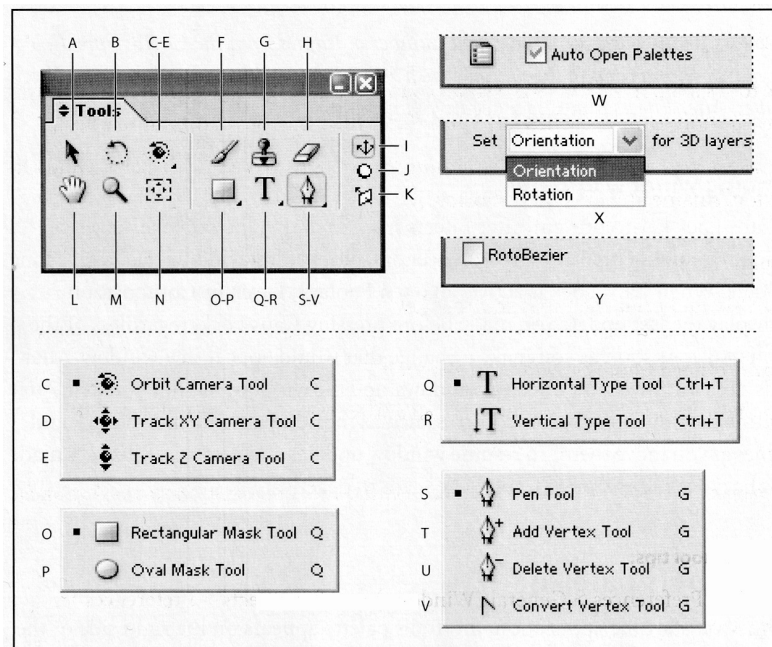 A B C-E F G H
Tools
I
J
K
L M N O-P Q-R S-V
Auto Open Palettes
W
Set Orientation for 3D layers
Orientation
Rotation
X
RotoBezier
Y
C Orbit Camera Tool C
D Track XY Camera Tool C
E Track Z Camera Tool C
O Rectangular Mask Tool Q
P Oval Mask Tool Q
Q T Horizontal Type Tool Ctrl+T
R T Vertical Type Tool Ctrl+T
S Pen Tool G
T Add Vertex Tool G
U Delete Vertex Tool G
V Convert Vertex Tool G